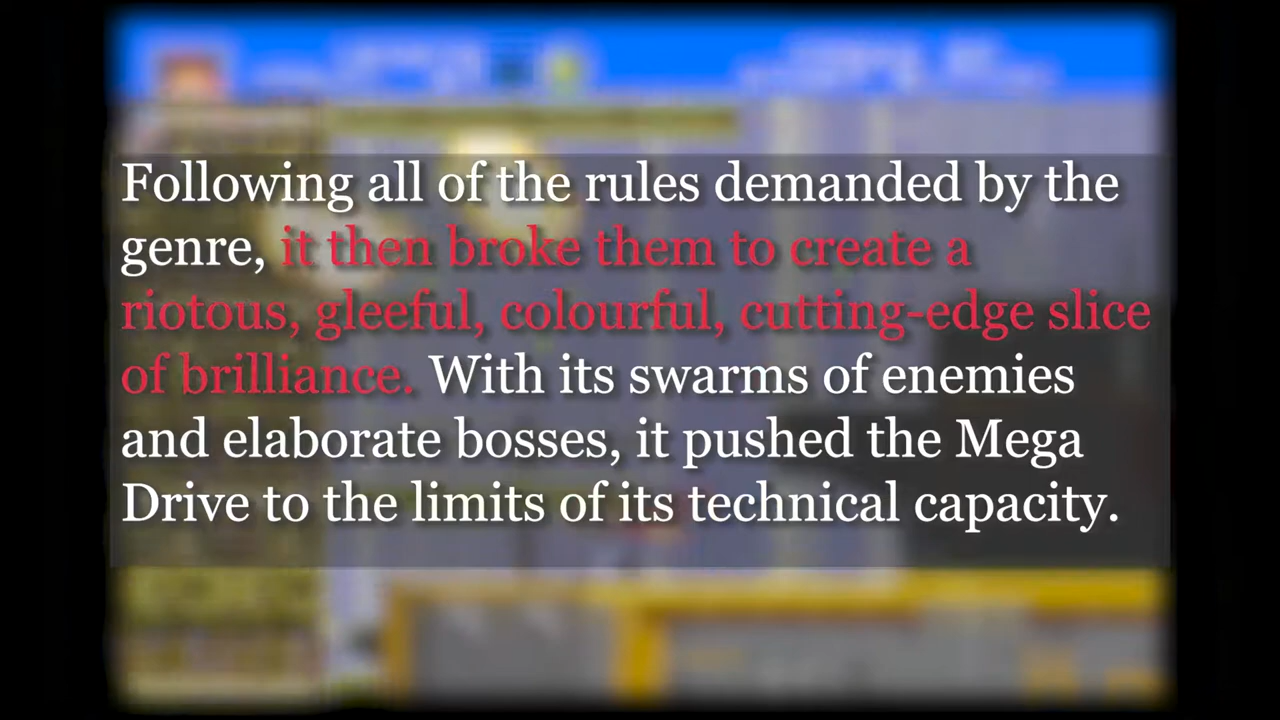 Following all of the rules demanded by the
genre, it then broke them to create a
riotous, gleeful, colourful, cutting-edge slice
of brilliance. With its swarms of enemies
and elaborate bosses, it pushed the Mega
Drive to the limits of its technical capacity.